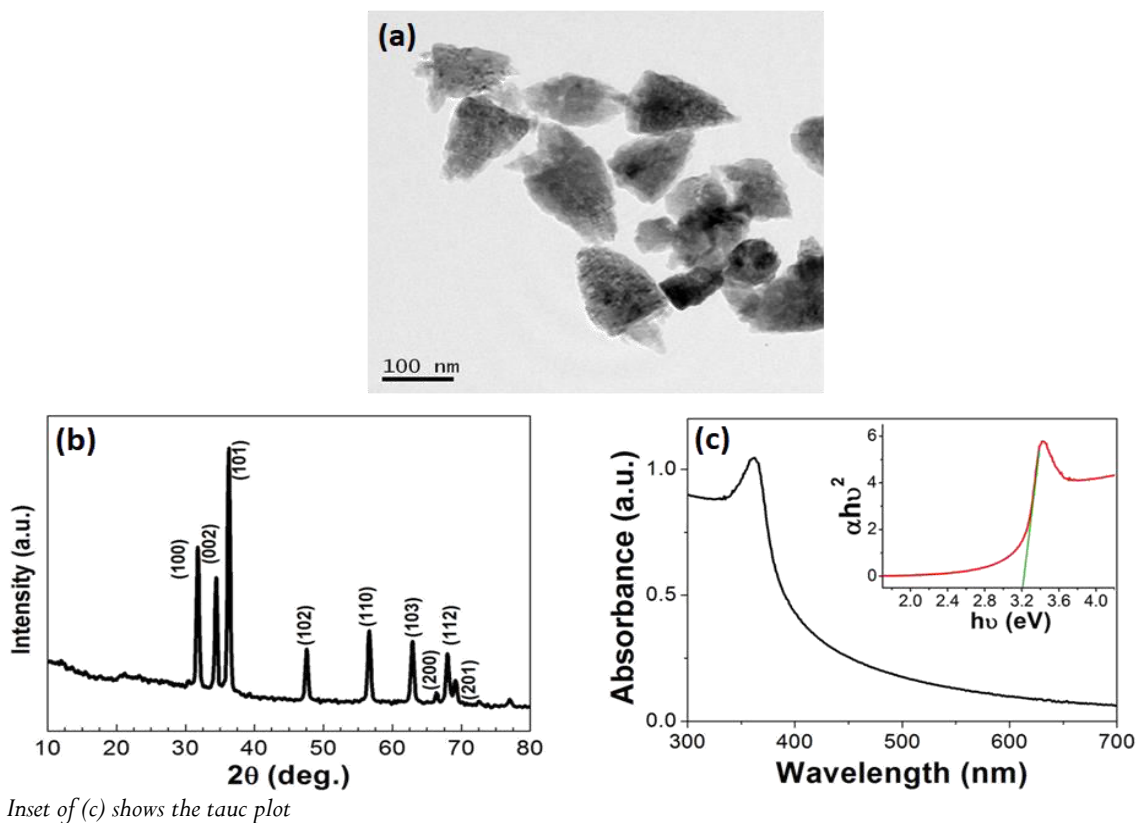 (a)
100 nm
(b)
Intensity (a.u.)
(100)
(002)
(101)
(102)
(110)
(103)
(200)
(112)
(201)
10 20 30 40 50 60 70 80
2θ (deg.)
(c)
Absorbance (a.u.)
1.0
0.5
0.0
300 400 500 600 700
Wavelength (nm)
αhυ²
6
4
2
0
2.0 2.4 2.8 3.2 3.6 4.0
hυ (eV)
Inset of (c) shows the tauc plot